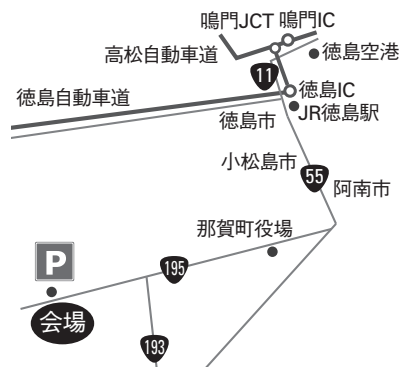 鳴門JCT 鳴門IC
高松自動車道
徳島空港
11
徳島自動車道
徳島IC
JR徳島駅
徳島市
小松島市
55
阿南市
那賀町役場
P
195
会場
193